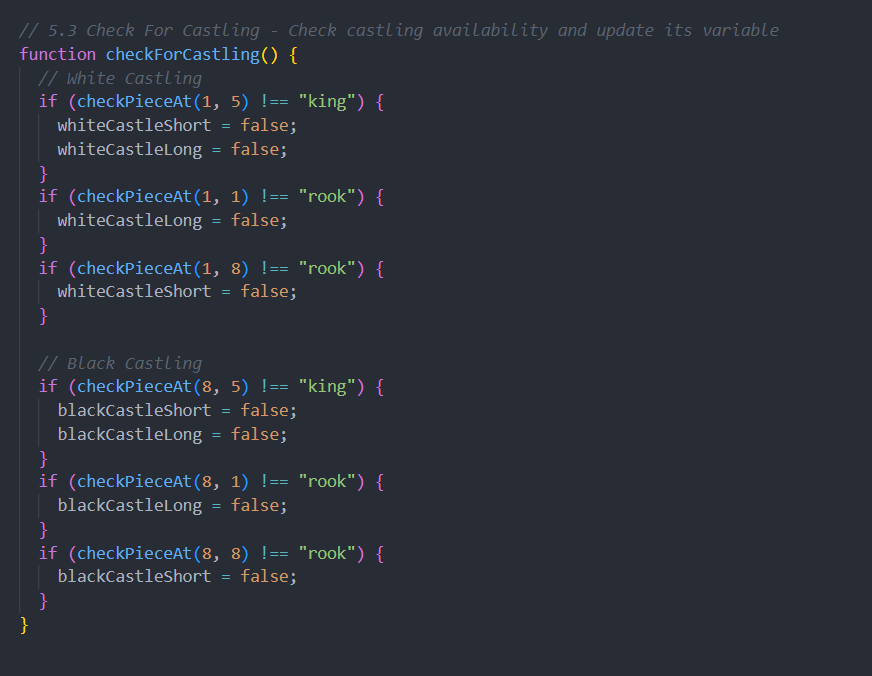 // 5.3 Check For Castling - Check castling availability and update its variable
function checkForCastling() {
  // White Castling
  if (checkPieceAt(1, 5) !== "king") {
    whiteCastleShort = false;
    whiteCastleLong = false;
  }
  if (checkPieceAt(1, 1) !== "rook") {
    whiteCastleLong = false;
  }
  if (checkPieceAt(1, 8) !== "rook") {
    whiteCastleShort = false;
  }

  // Black Castling
  if (checkPieceAt(8, 5) !== "king") {
    blackCastleShort = false;
    blackCastleLong = false;
  }
  if (checkPieceAt(8, 1) !== "rook") {
    blackCastleLong = false;
  }
  if (checkPieceAt(8, 8) !== "rook") {
    blackCastleShort = false;
  }
}